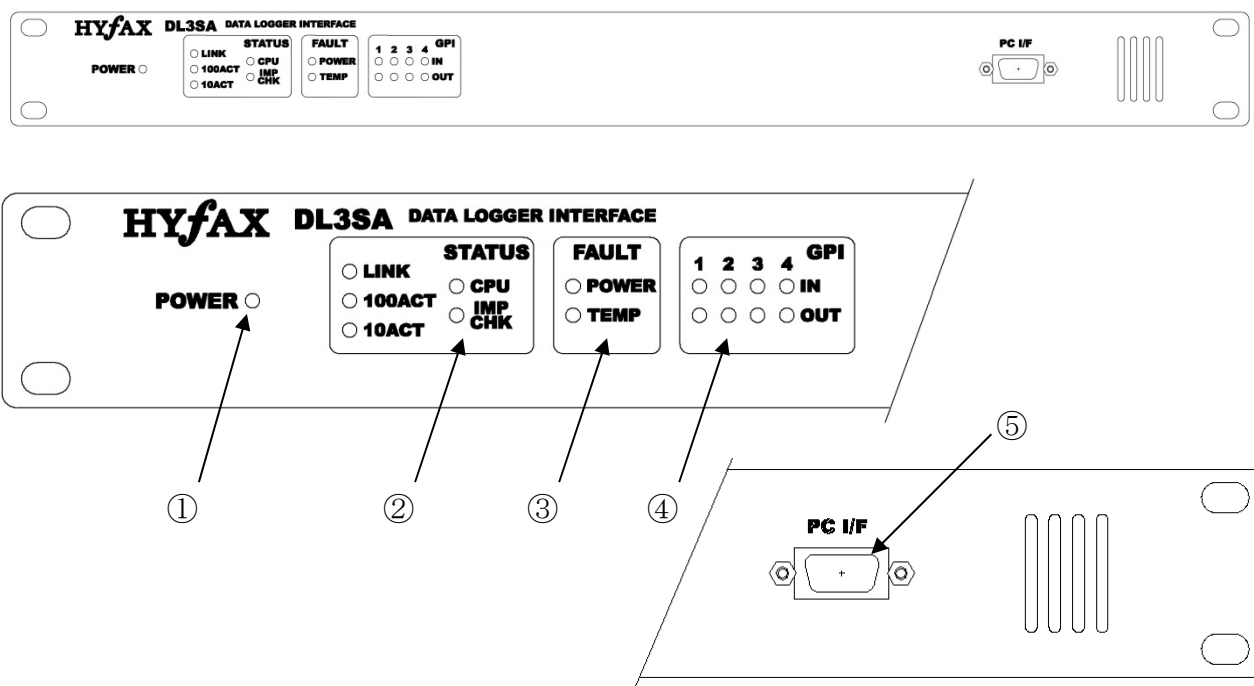 HYfAX DL3SA DATA LOGGER INTERFACE
POWER
STATUS
LINK
100ACT
10ACT
CPU
IMP
CHK
FAULT
POWER
TEMP
1 2 3 4 GPI
IN
OUT
PC I/F
HYfAX DL3SA DATA LOGGER INTERFACE
POWER
STATUS
LINK
100ACT
10ACT
CPU
IMP
CHK
FAULT
POWER
TEMP
1 2 3 4 GPI
IN
OUT
① ② ③ ④ ⑤
PC I/F